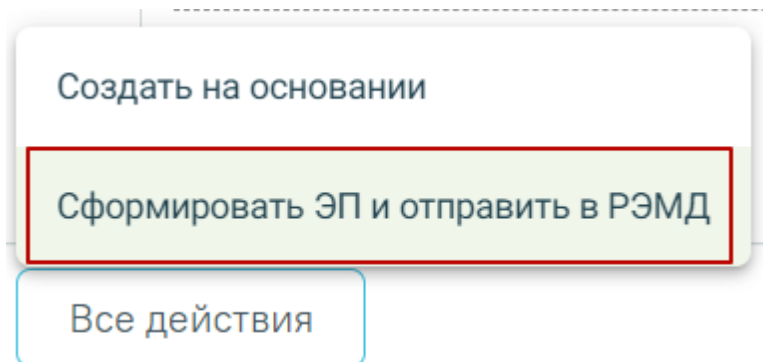 Создать на основании
Сформировать ЭП и отправить в РЭМД
Все действия